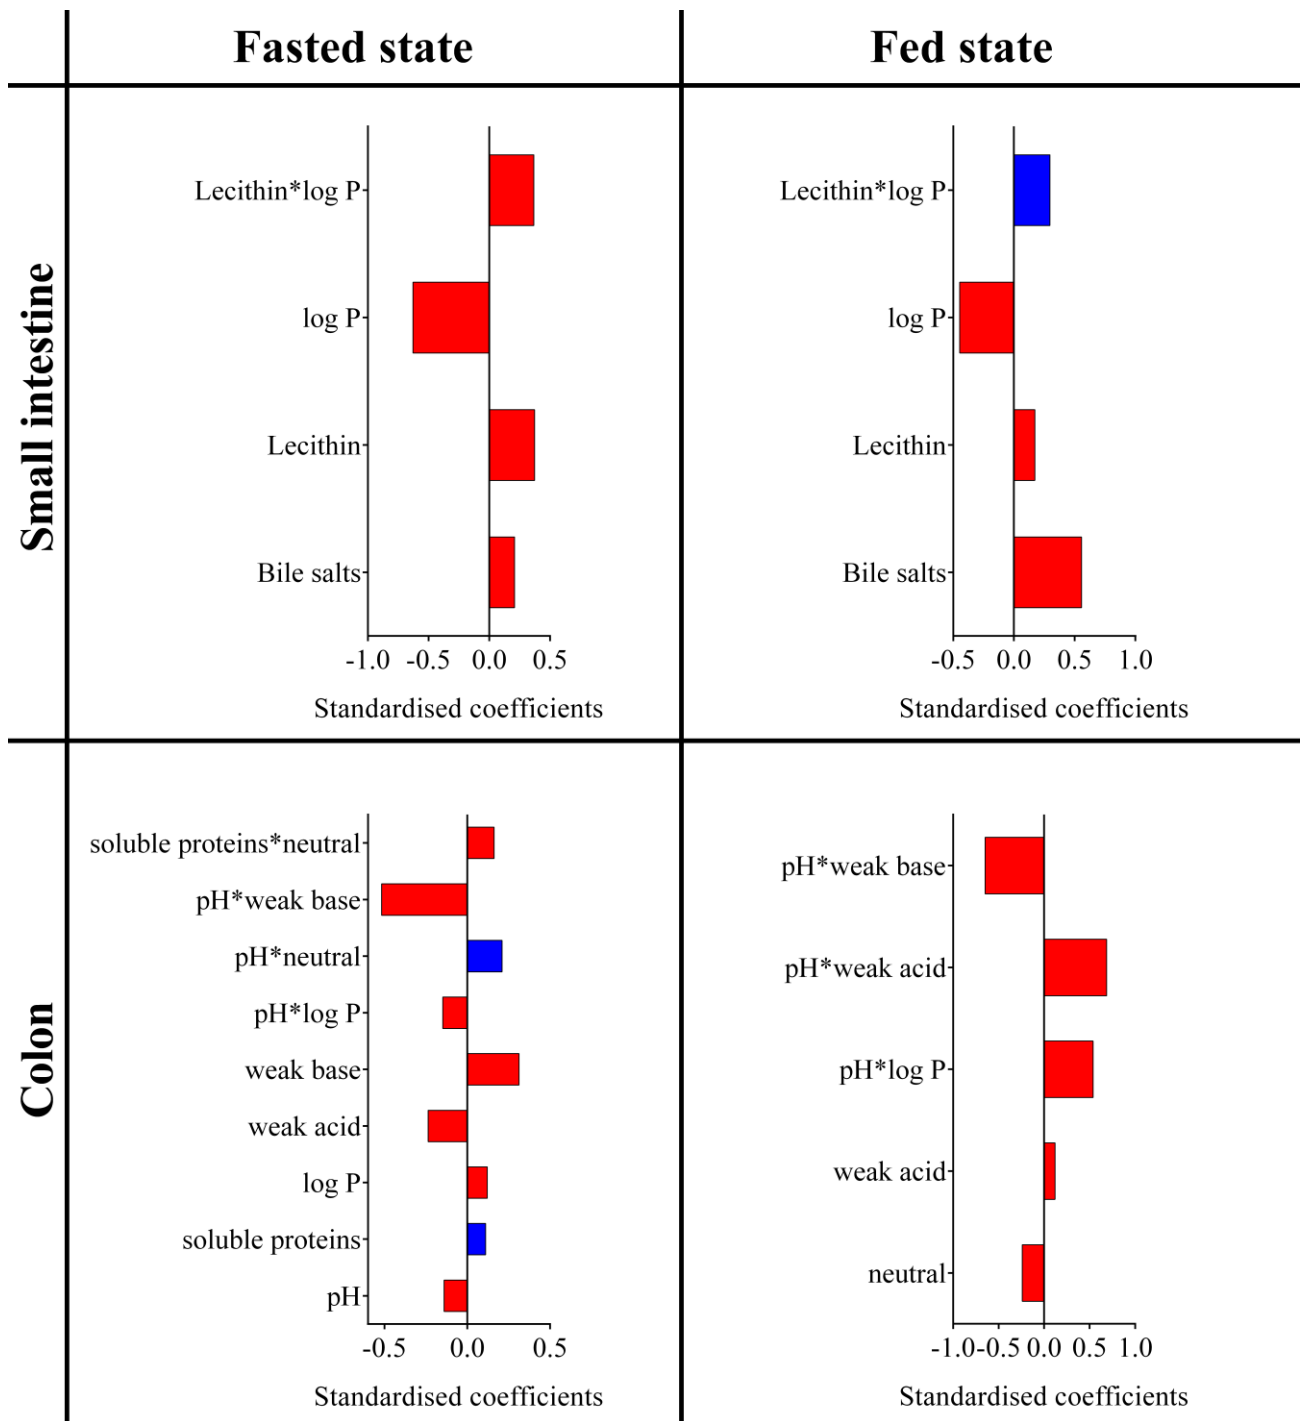 Fasted state
Fed state
Small intestine
Lecithin*log P
log P
Lecithin
Bile salts
-1.0 -0.5 0.0 0.5
Standardised coefficients
Lecithin*log P
log P
Lecithin
Bile salts
-0.5 0.0 0.5 1.0
Standardised coefficients
Colon
soluble proteins*neutral
pH*weak base
pH*neutral
pH*log P
weak base
weak acid
log P
soluble proteins
pH
-0.5 0.0 0.5
Standardised coefficients
pH*weak base
pH*weak acid
pH*log P
weak acid
neutral
-1.0 -0.5 0.0 0.5 1.0
Standardised coefficients